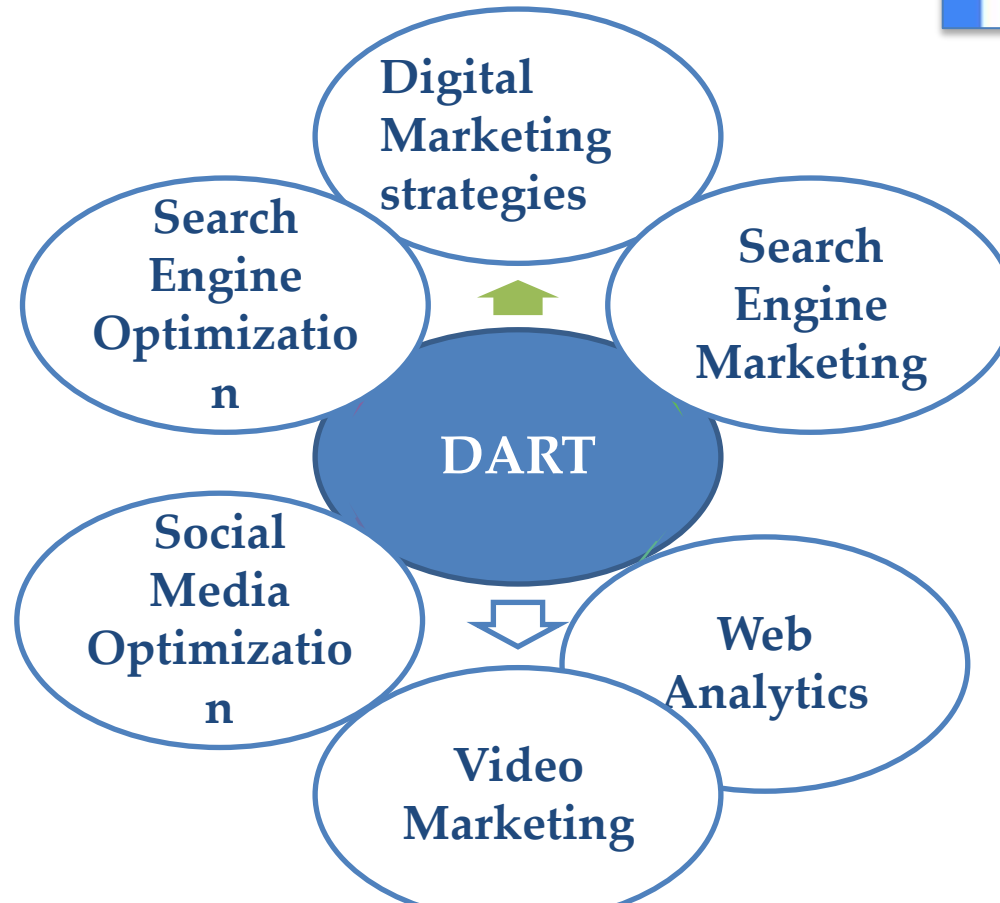 Digital
Marketing
strategies
Search
Engine
Optimizatio
n
Search
Engine
Marketing
DART
Social
Media
Optimizatio
n
Web
Analytics
Video
Marketing